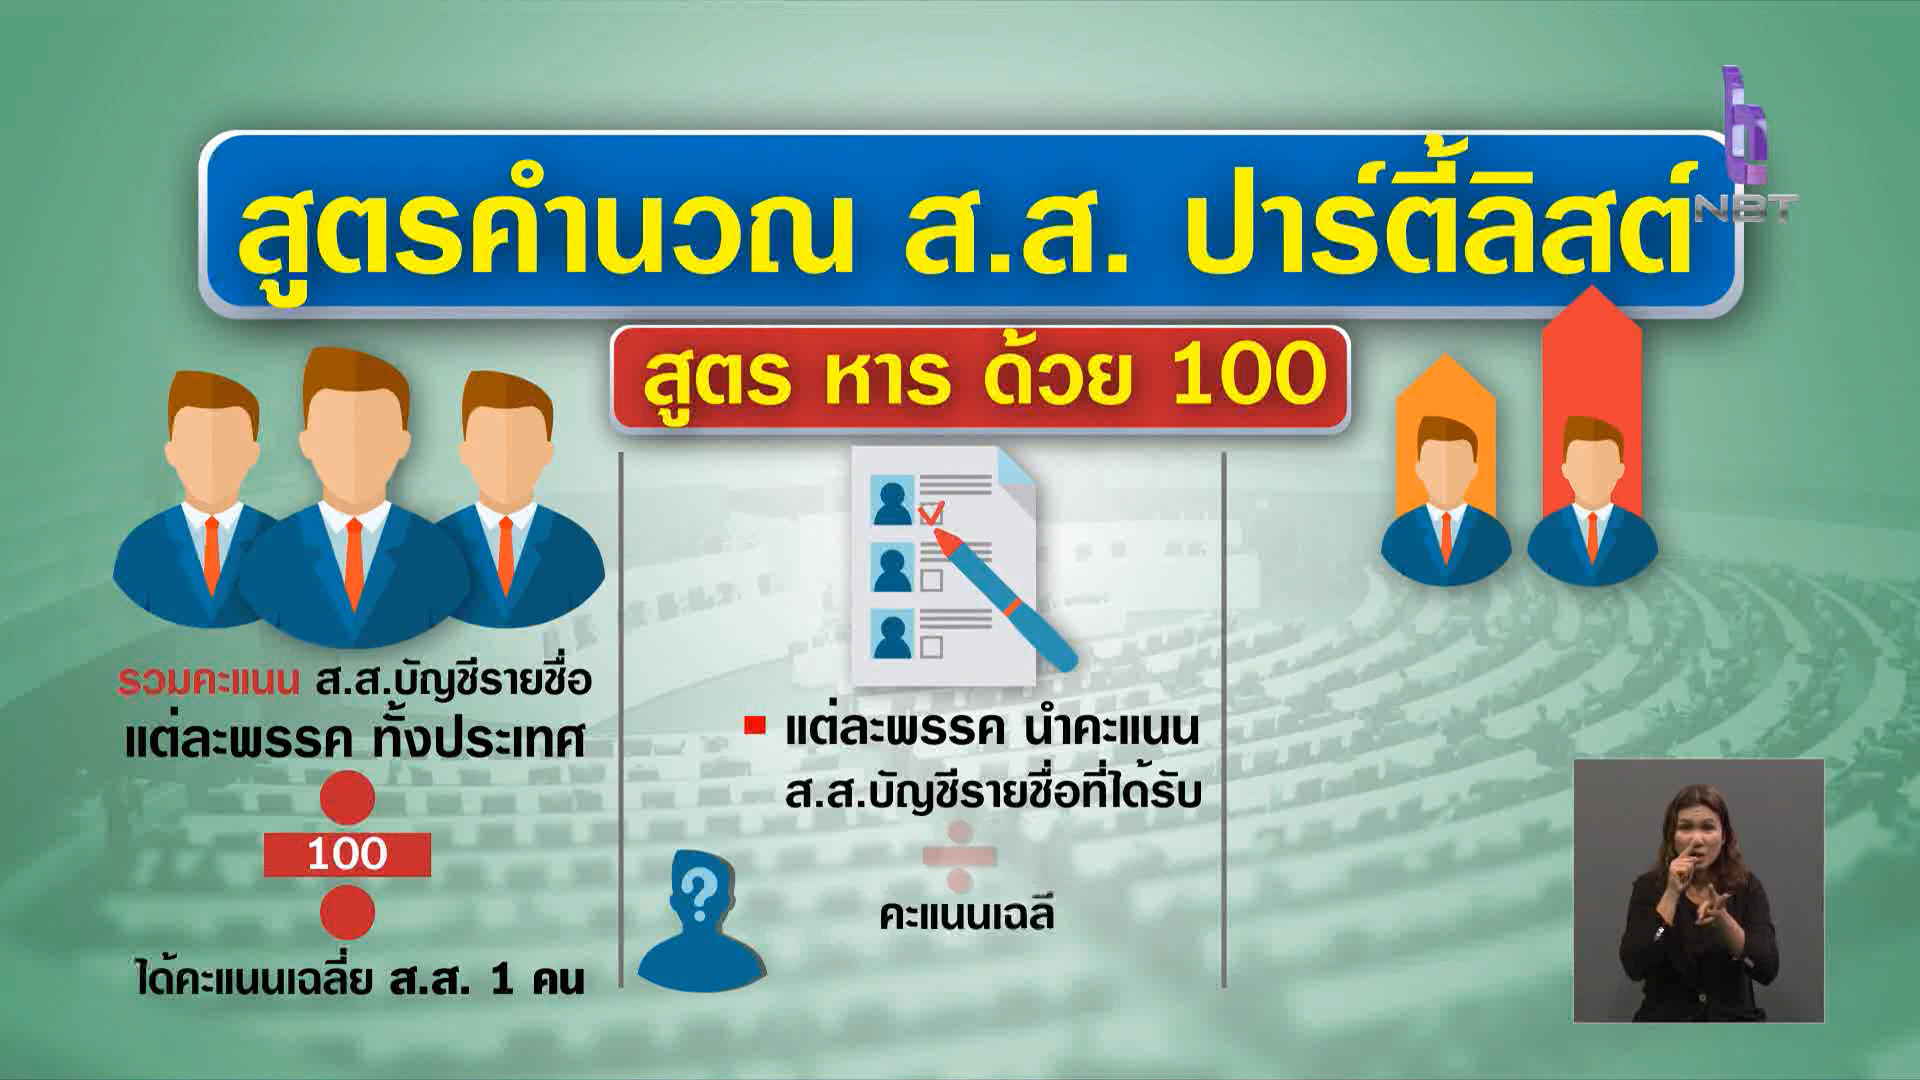 สูตรคำนวณ ส.ส. ปาร์ตี้ลิสต์
NBT
สูตร หาร ด้วย 100
รวมคะแนน ส.ส.บัญชีรายชื่อ
แต่ละพรรค ทั้งประเทศ
100
ได้คะแนนเฉลี่ย ส.ส. 1 คน
แต่ละพรรค นำคะแนน
ส.ส.บัญชีรายชื่อที่ได้รับ
คะแนนเฉลี
?